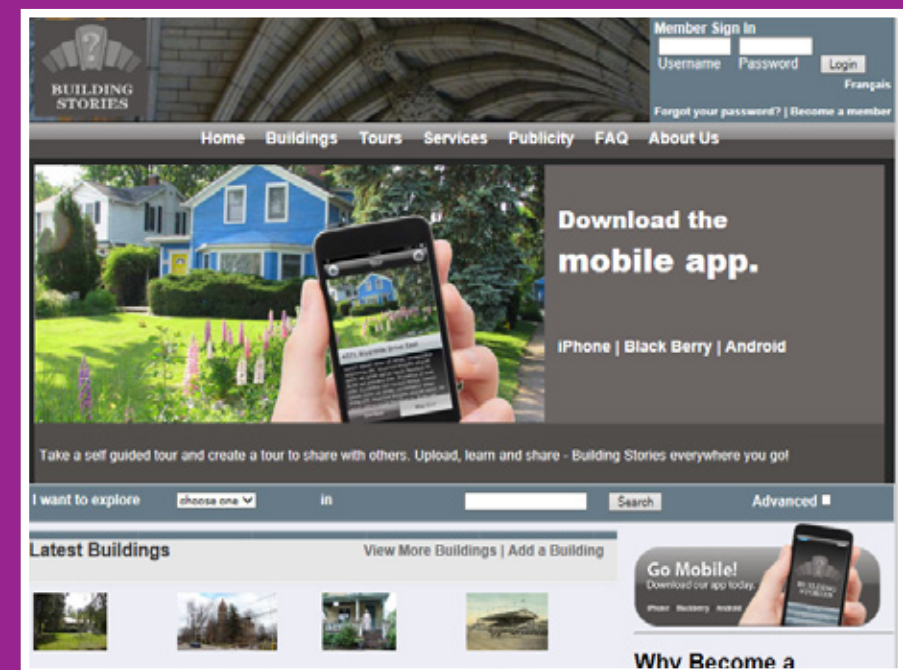 Member Sign In
BUILDING
STORIES
Username Password Login
Français
Forgot your password? | Become a member
Home Buildings Tours Services Publicity FAQ About Us
Download the
mobile app.
iPhone | Black Berry | Android
Take a self guided tour and create a tour to share with others. Upload, learn and share - Building Stories everywhere you go!
I want to explore choose one in Search Advanced
Latest Buildings View More Buildings | Add a Building
Go Mobile!
Download our app today.
iPhone Blackberry Android
BUILDING
STORIES
Why Become a